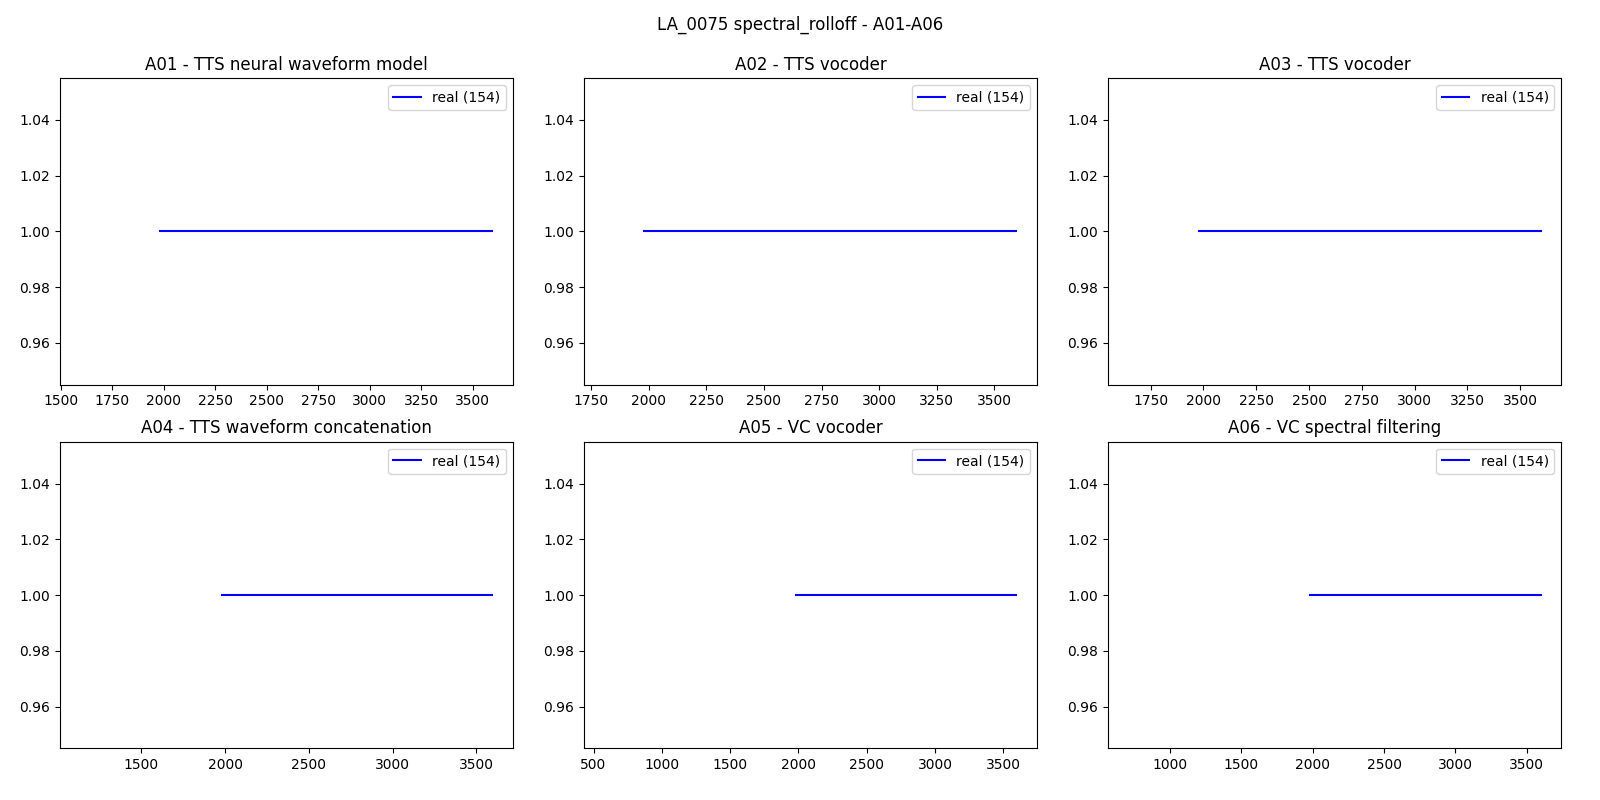 LA_0075 spectral_rolloff - A01-A06
A01 - TTS neural waveform model
real (154)
1.04
1.02
1.00
0.98
0.96
1500 1750 2000 2250 2500 2750 3000 3250 3500
A02 - TTS vocoder
real (154)
1.04
1.02
1.00
0.98
0.96
1750 2000 2250 2500 2750 3000 3250 3500
A03 - TTS vocoder
real (154)
1.04
1.02
1.00
0.98
0.96
1750 2000 2250 2500 2750 3000 3250 3500
A04 - TTS waveform concatenation
real (154)
1.04
1.02
1.00
0.98
0.96
1500 2000 2500 3000 3500
A05 - VC vocoder
real (154)
1.04
1.02
1.00
0.98
0.96
500 1000 1500 2000 2500 3000 3500
A06 - VC spectral filtering
real (154)
1.04
1.02
1.00
0.98
0.96
1000 1500 2000 2500 3000 3500